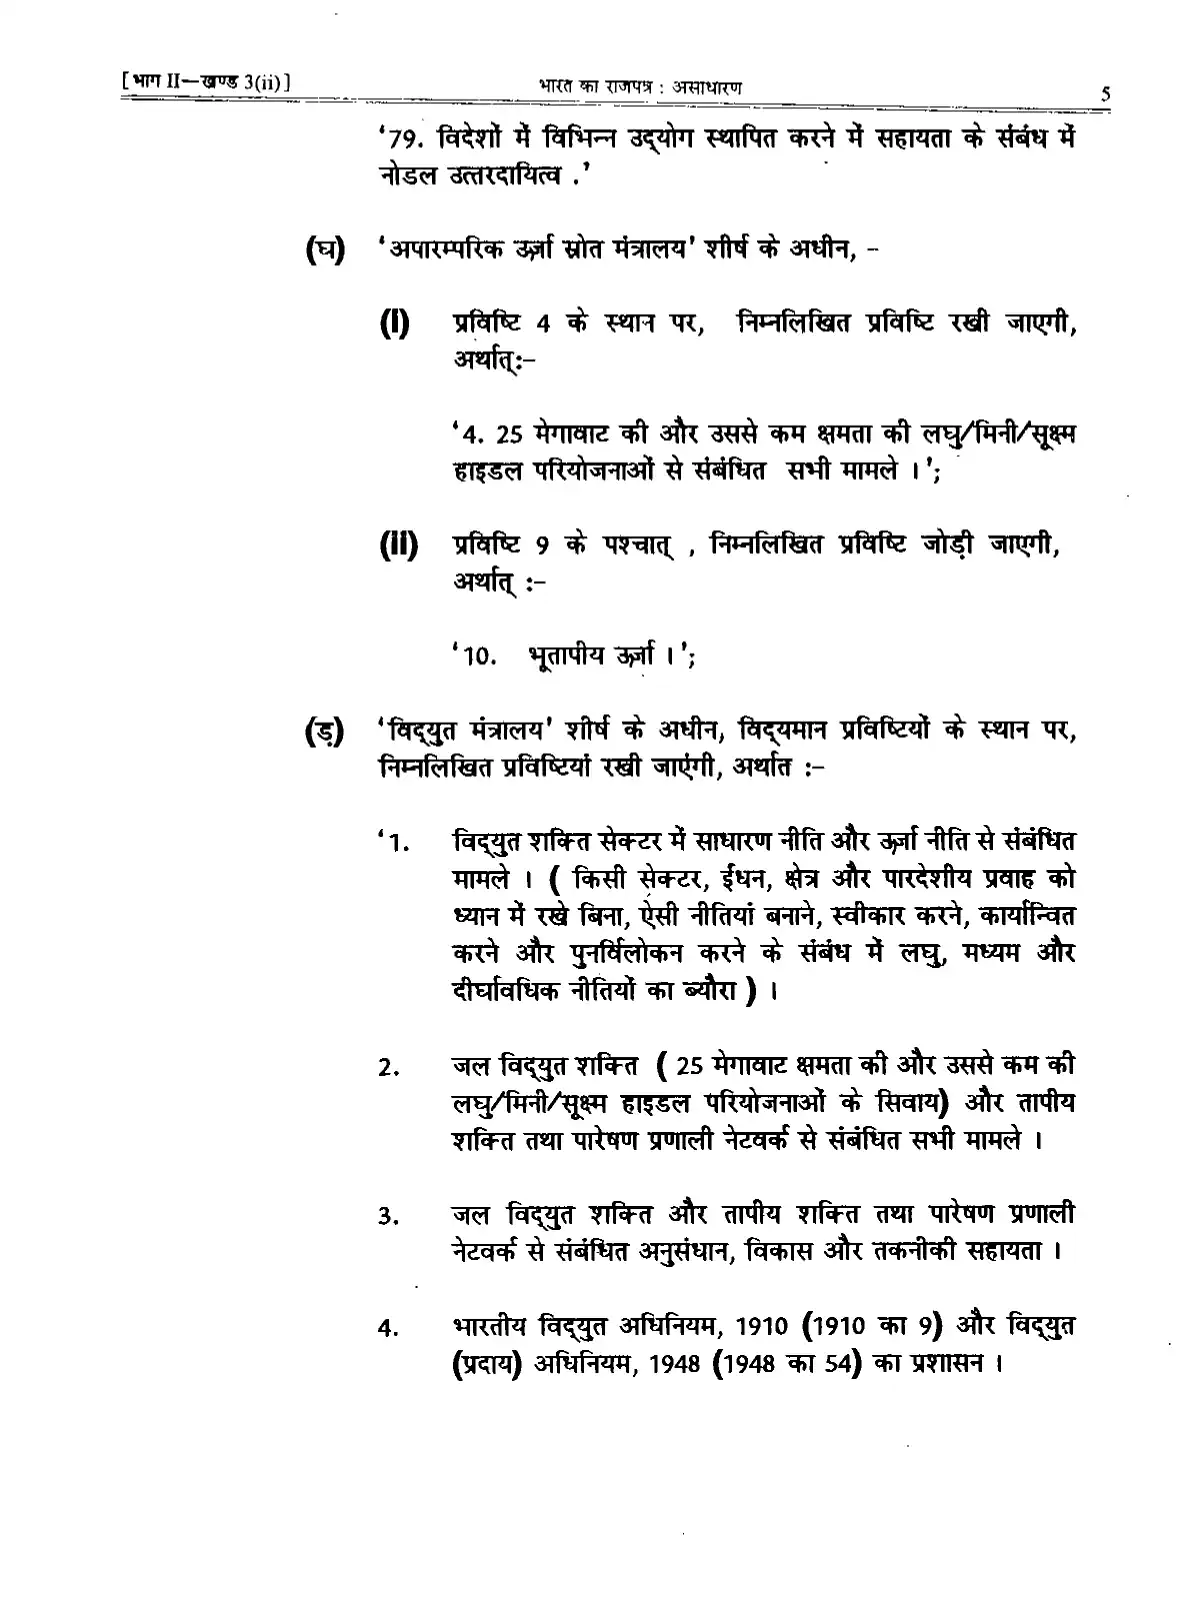 [ भाग II—खण्ड 3(ii) ]
भारत का राजपत्र : असाधारण
5
‘79. विदेशों में विभिन्न उद्योग स्थापित करने में सहायता के संबंध में
नोडल उत्तरदायित्व .’
(घ) ‘अपारम्परिक उर्ज़ा स्रोत मंत्रालय’ शीर्ष के अधीन, –
(i) प्रविष्टि 4 के स्थान पर, निम्नलिखित प्रविष्टि रखी जाएगी,
अर्थात्:–
‘4. 25 मेगावाट की और उससे कम क्षमता की लघु/मिनी/सूक्ष्म
हाइडल परियोजनाओं से संबंधित सभी मामले ।’;
(ii) प्रविष्टि 9 के पश्चात् , निम्नलिखित प्रविष्टि जोड़ी जाएगी,
अर्थात् :–
‘10. भूतापीय उर्ज़ा ।’;
(ड़) ‘विद्युत मंत्रालय’ शीर्ष के अधीन, विद्यमान प्रविष्टियों के स्थान पर,
निम्नलिखित प्रविष्टियां रखी जाएंगी, अर्थात :–
‘1. विद्युत शक्ति सेक्टर में साधारण नीति और उर्ज़ा नीति से संबंधित
मामले । ( किसी सेक्टर, ईंधन, क्षेत्र और पारदेशीय प्रवाह को
ध्यान में रखे बिना, ऐसी नीतियां बनाने, स्वीकार करने, कार्यान्वित
करने और पुनर्विलोकन करने के संबंध में लघु, मध्यम और
दीर्घावधिक नीतियों का ब्यौरा ) ।
2. जल विद्युत शक्ति ( 25 मेगावाट क्षमता की और उससे कम की
लघु/मिनी/सूक्ष्म हाइडल परियोजनाओं के सिवाय) और तापीय
शक्ति तथा पारेषण प्रणाली नेटवर्क से संबंधित सभी मामले ।
3. जल विद्युत शक्ति और तापीय शक्ति तथा पारेषण प्रणाली
नेटवर्क से संबंधित अनुसंधान, विकास और तकनीकी सहायता ।
4. भारतीय विद्युत अधिनियम, 1910 (1910 का 9) और विद्युत
(प्रदाय) अधिनियम, 1948 (1948 का 54) का प्रशासन ।